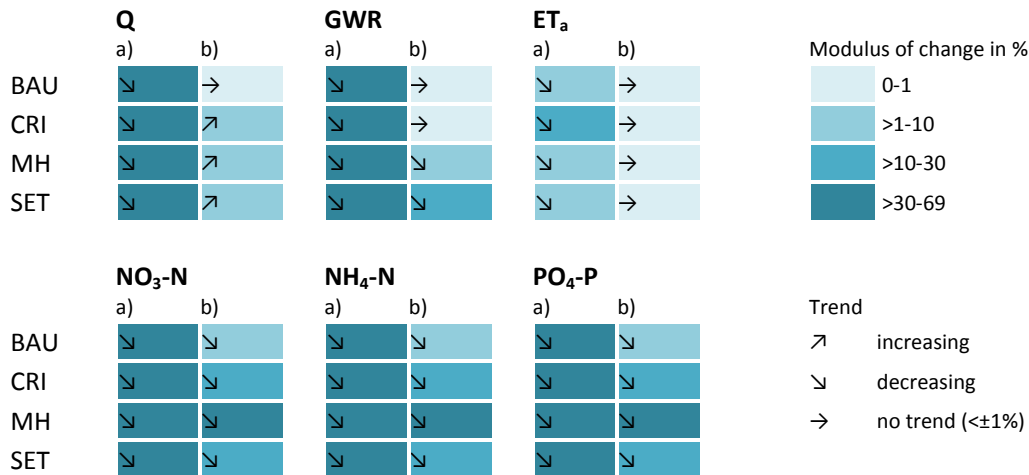 Q GWR ETₐ
a) b) a) b) a) b) Modulus of change in %
BAU 0-1
CRI >1-10
MH >10-30
SET >30-69
NO₃-N NH₄-N PO₄-P
a) b) a) b) a) b) Trend
BAU increasing
CRI decreasing
MH no trend (<±1%)
SET